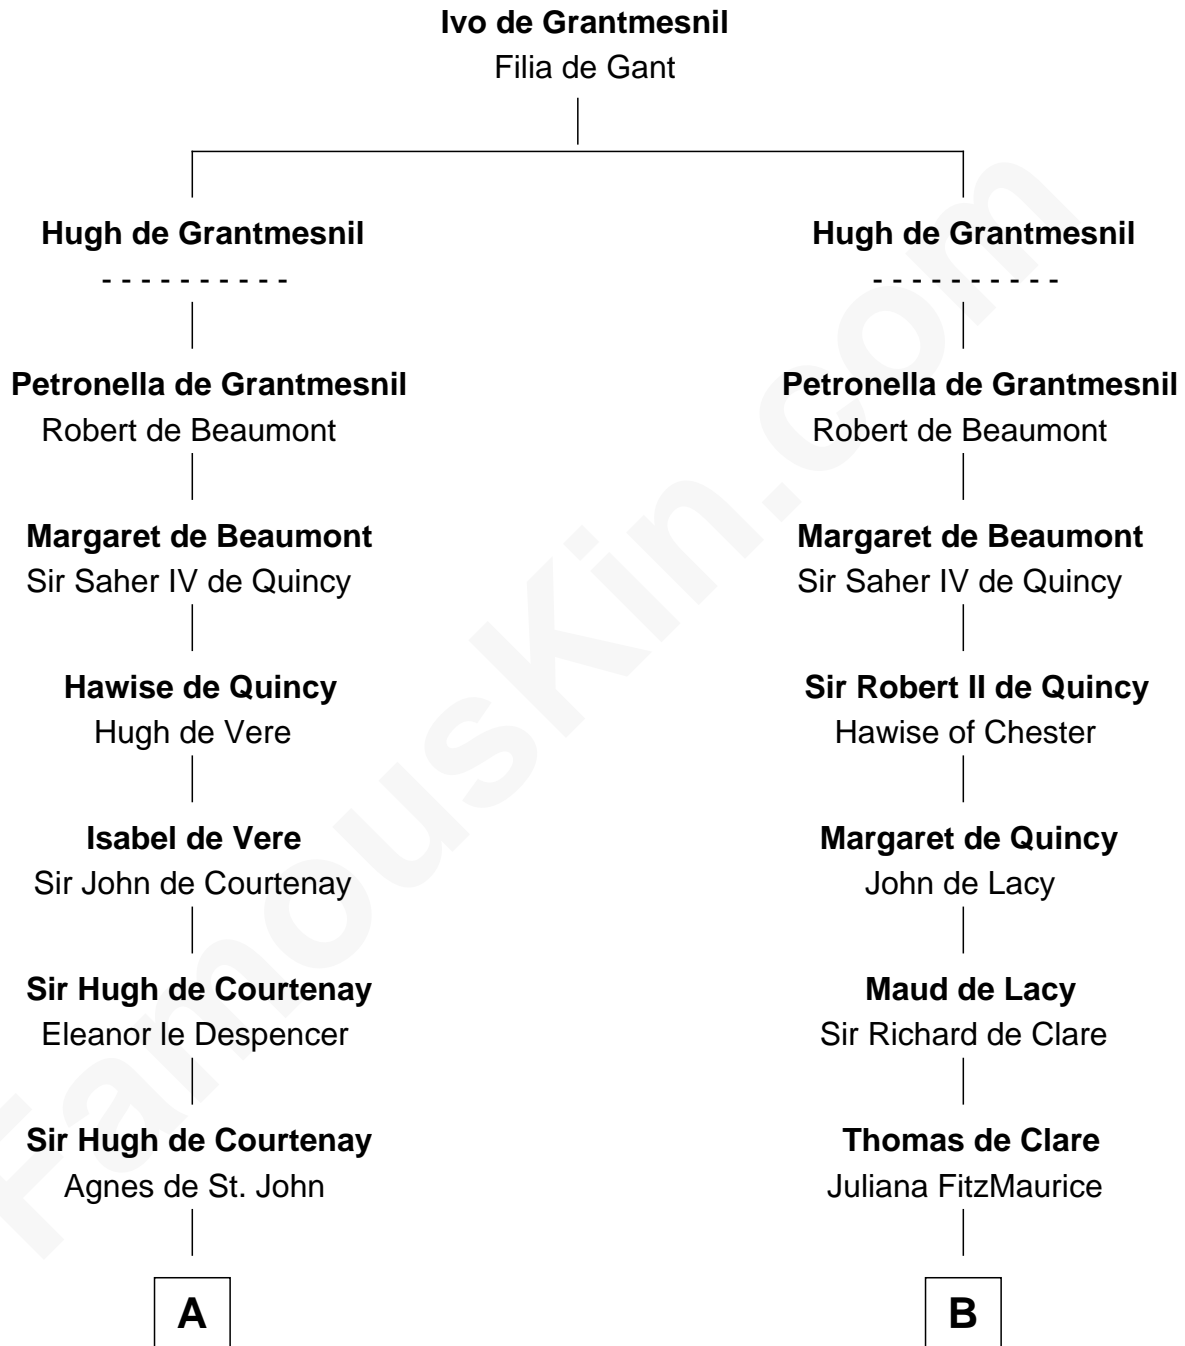 Ivo de Grantmesnil
Filia de Gant
Hugh de Grantmesnil
- - - - - - - - - -
Petronella de Grantmesnil
Robert de Beaumont
Margaret de Beaumont
Sir Saher IV de Quincy
Hawise de Quincy
Hugh de Vere
Isabel de Vere
Sir John de Courtenay
Sir Hugh de Courtenay
Eleanor le Despencer
Sir Hugh de Courtenay
Agnes de St. John
A
Hugh de Grantmesnil
- - - - - - - - - -
Petronella de Grantmesnil
Robert de Beaumont
Margaret de Beaumont
Sir Saher IV de Quincy
Sir Robert II de Quincy
Hawise of Chester
Margaret de Quincy
John de Lacy
Maud de Lacy
Sir Richard de Clare
Thomas de Clare
Juliana FitzMaurice
B
FamousKin.com